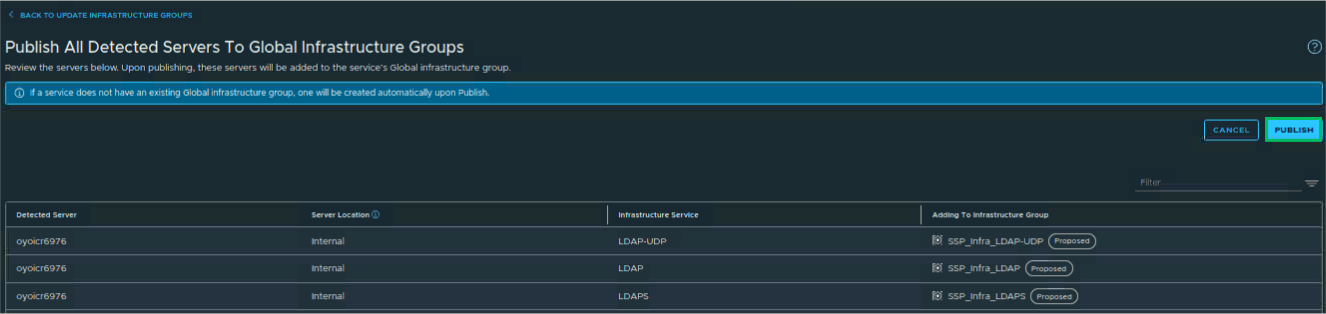 BACK TO UPDATE INFRASTRUCTURE GROUPS
Publish All Detected Servers To Global Infrastructure Groups
Review the servers below. Upon publishing, these servers will be added to the service's Global infrastructure group.
If a service does not have an existing Global infrastructure group, one will be created automatically upon Publish.
CANCEL PUBLISH
Filter
Detected Server Server Location Infrastructure Service Adding To Infrastructure Group
oyoicr6976 Internal LDAP-UDP SSP_Infra_LDAP-UDP Proposed
oyoicr6976 Internal LDAP SSP_Infra_LDAP Proposed
oyoicr6976 Internal LDAPS SSP_Infra_LDAPS Proposed